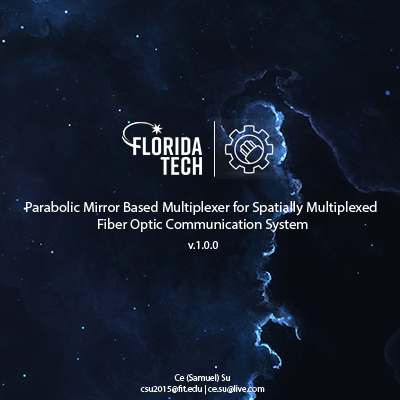 FLORIDA
TECH
Parabolic Mirror Based Multiplexer for Spatially Multiplexed
Fiber Optic Communication System
v.1.0.0
Ce (Samuel) Su
csu2015@fit.edu | ce.su@live.com